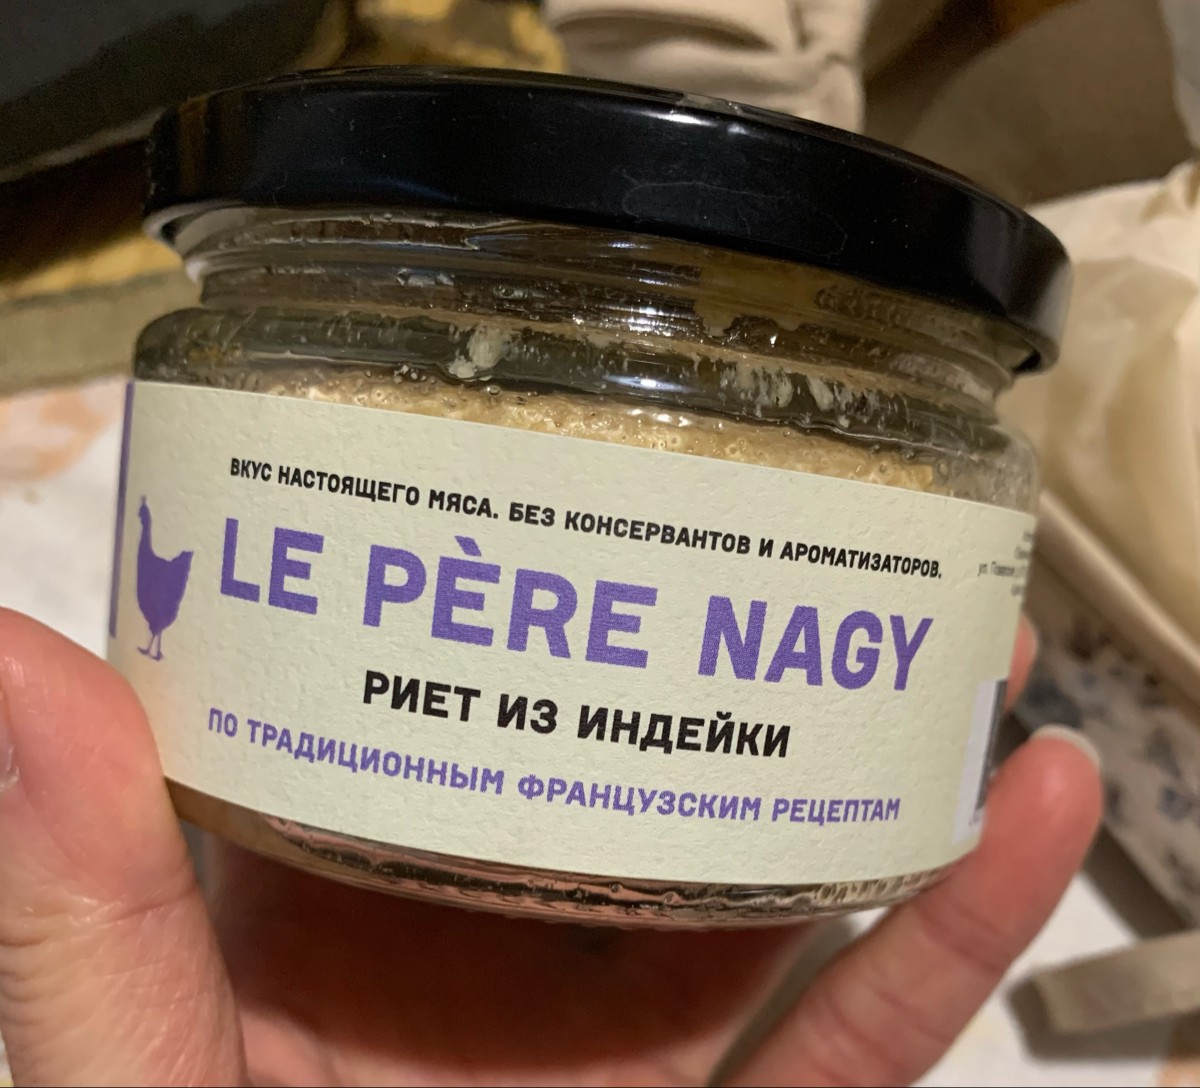 ВКУС НАСТОЯЩЕГО МЯСА. БЕЗ КОНСЕРВАНТОВ И АРОМАТИЗАТОРОВ.
LE PÈRE NAGY
РИЕТ ИЗ ИНДЕЙКИ
ПО ТРАДИЦИОННЫМ ФРАНЦУЗСКИМ РЕЦЕПТАМ